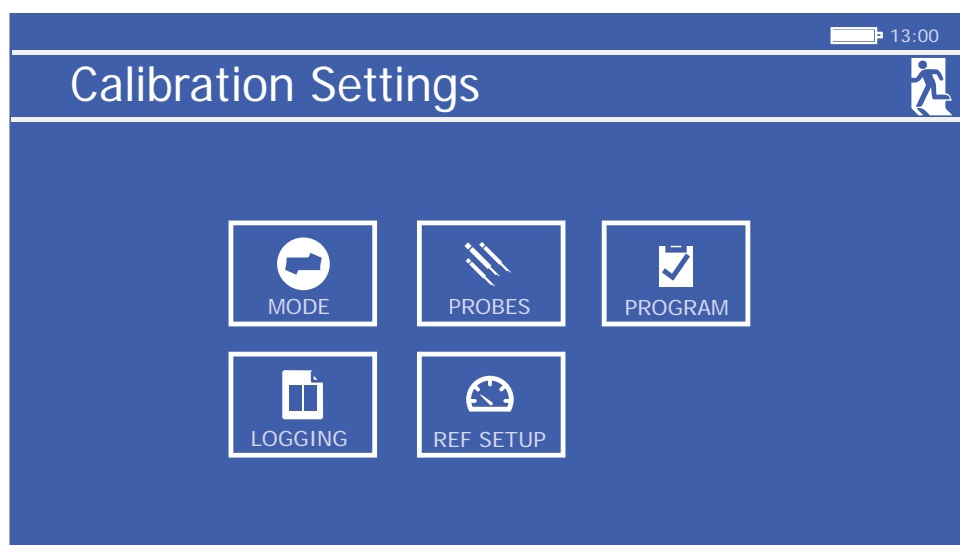 13:00
Calibration Settings
MODE
PROBES
PROGRAM
LOGGING
REF SETUP